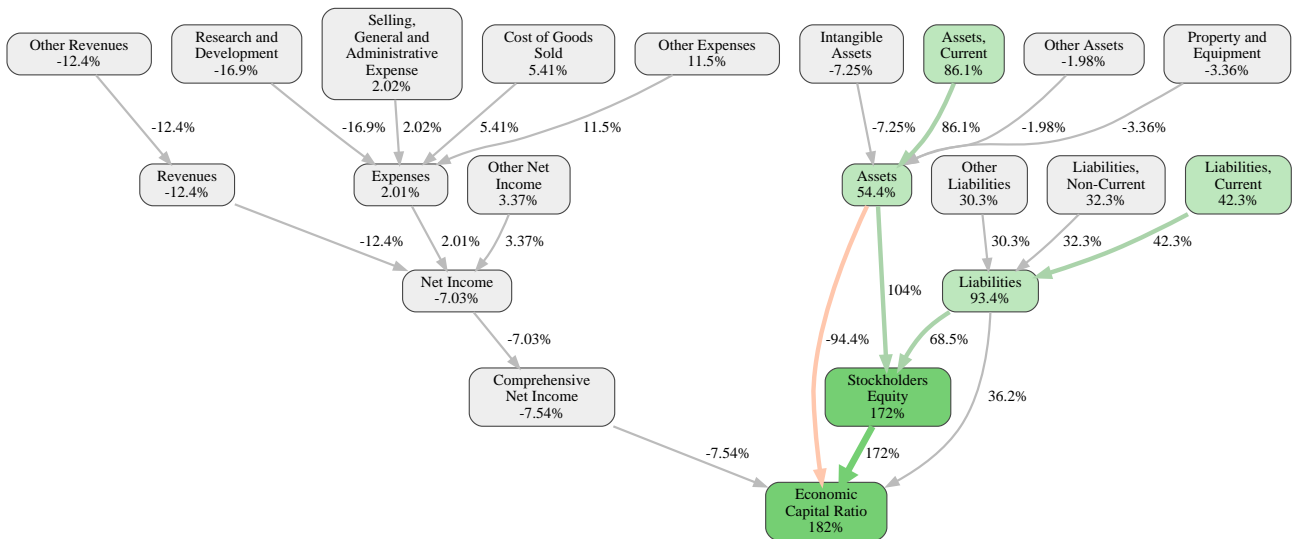 Other Revenues
-12.4%
Research and
Development
-16.9%
Selling,
General and
Administrative
Expense
2.02%
Cost of Goods
Sold
5.41%
Other Expenses
11.5%
Intangible
Assets
-7.25%
Assets,
Current
86.1%
Other Assets
-1.98%
Property and
Equipment
-3.36%
-12.4%
-16.9%
2.02%
5.41%
11.5%
-7.25%
86.1%
-1.98%
-3.36%
Revenues
-12.4%
Expenses
2.01%
Other Net
Income
3.37%
Assets
54.4%
Other
Liabilities
30.3%
Liabilities,
Non-Current
32.3%
Liabilities,
Current
42.3%
-12.4%
2.01%
3.37%
30.3%
32.3%
42.3%
Net Income
-7.03%
104%
Liabilities
93.4%
-7.03%
-94.4%
68.5%
Comprehensive
Net Income
-7.54%
Stockholders
Equity
172%
36.2%
-7.54%
172%
Economic
Capital Ratio
182%